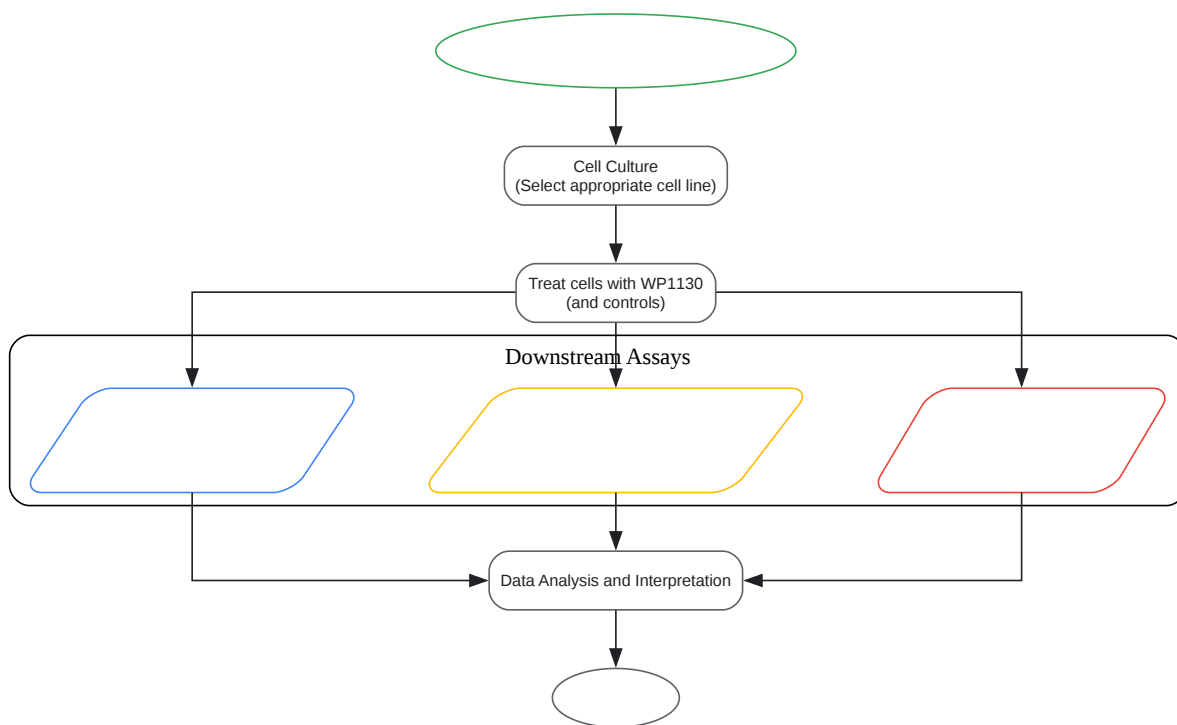 Cell Culture
(Select appropriate cell line)
Treat cells with WP1130
(and controls)
Downstream Assays
Data Analysis and Interpretation